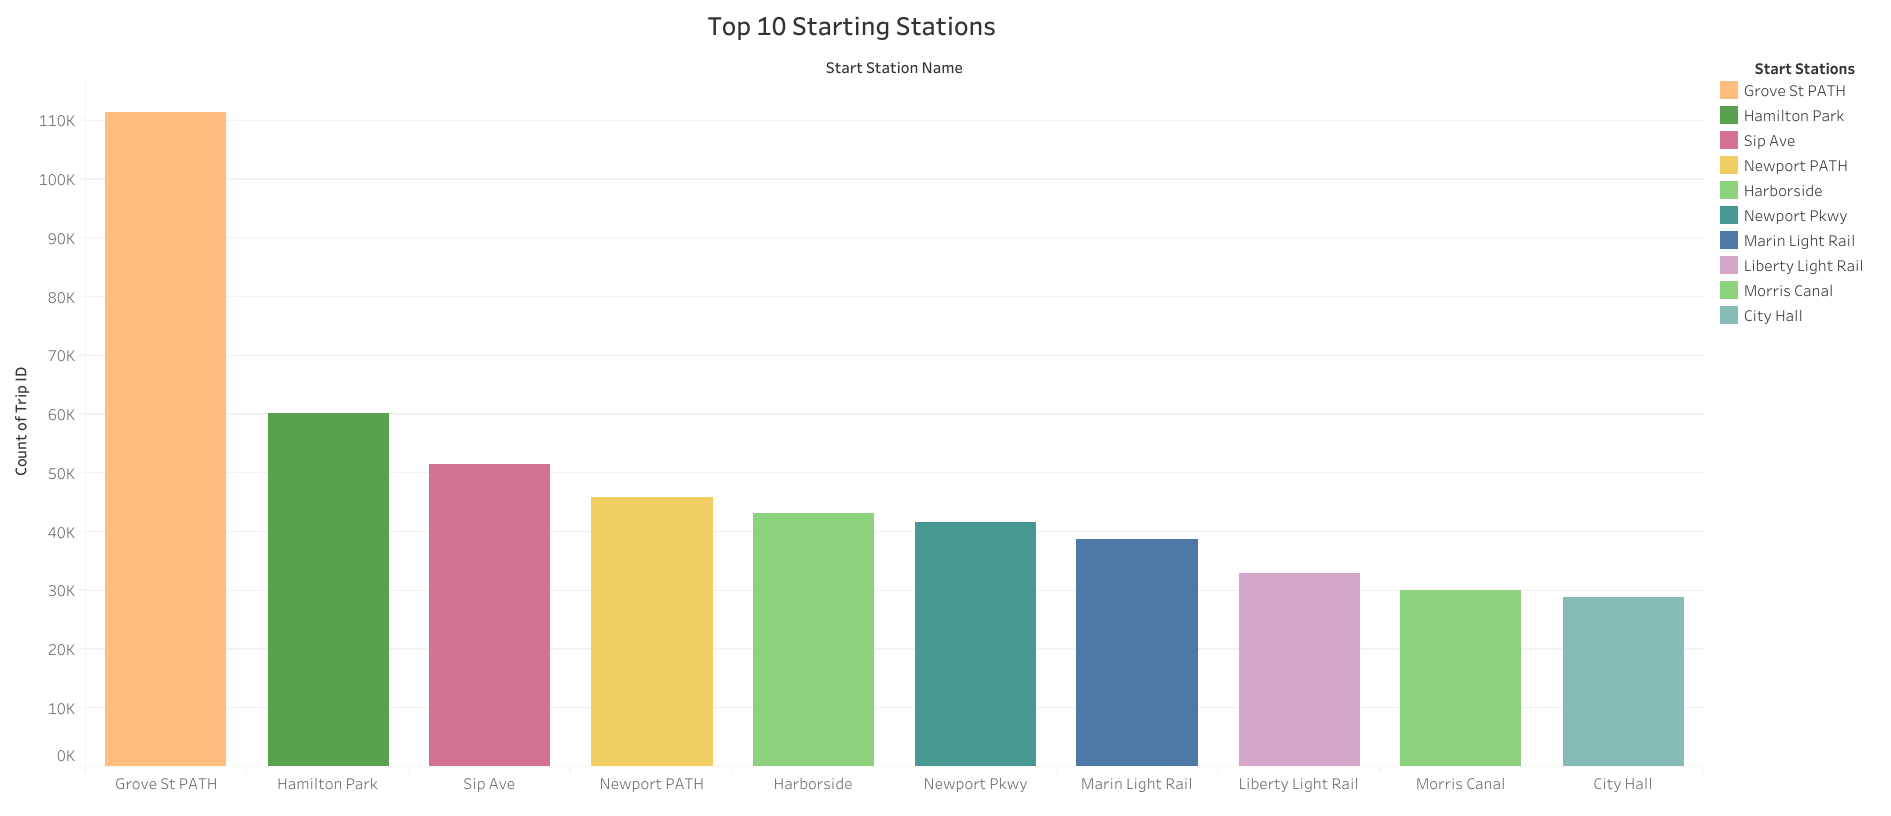 Top 10 Starting Stations
Start Station Name
Count of Trip ID
110K
100K
90K
80K
70K
60K
50K
40K
30K
20K
10K
0K
Grove St PATH
Hamilton Park
Sip Ave
Newport PATH
Harborside
Newport Pkwy
Marin Light Rail
Liberty Light Rail
Morris Canal
City Hall
Start Stations
Grove St PATH
Hamilton Park
Sip Ave
Newport PATH
Harborside
Newport Pkwy
Marin Light Rail
Liberty Light Rail
Morris Canal
City Hall